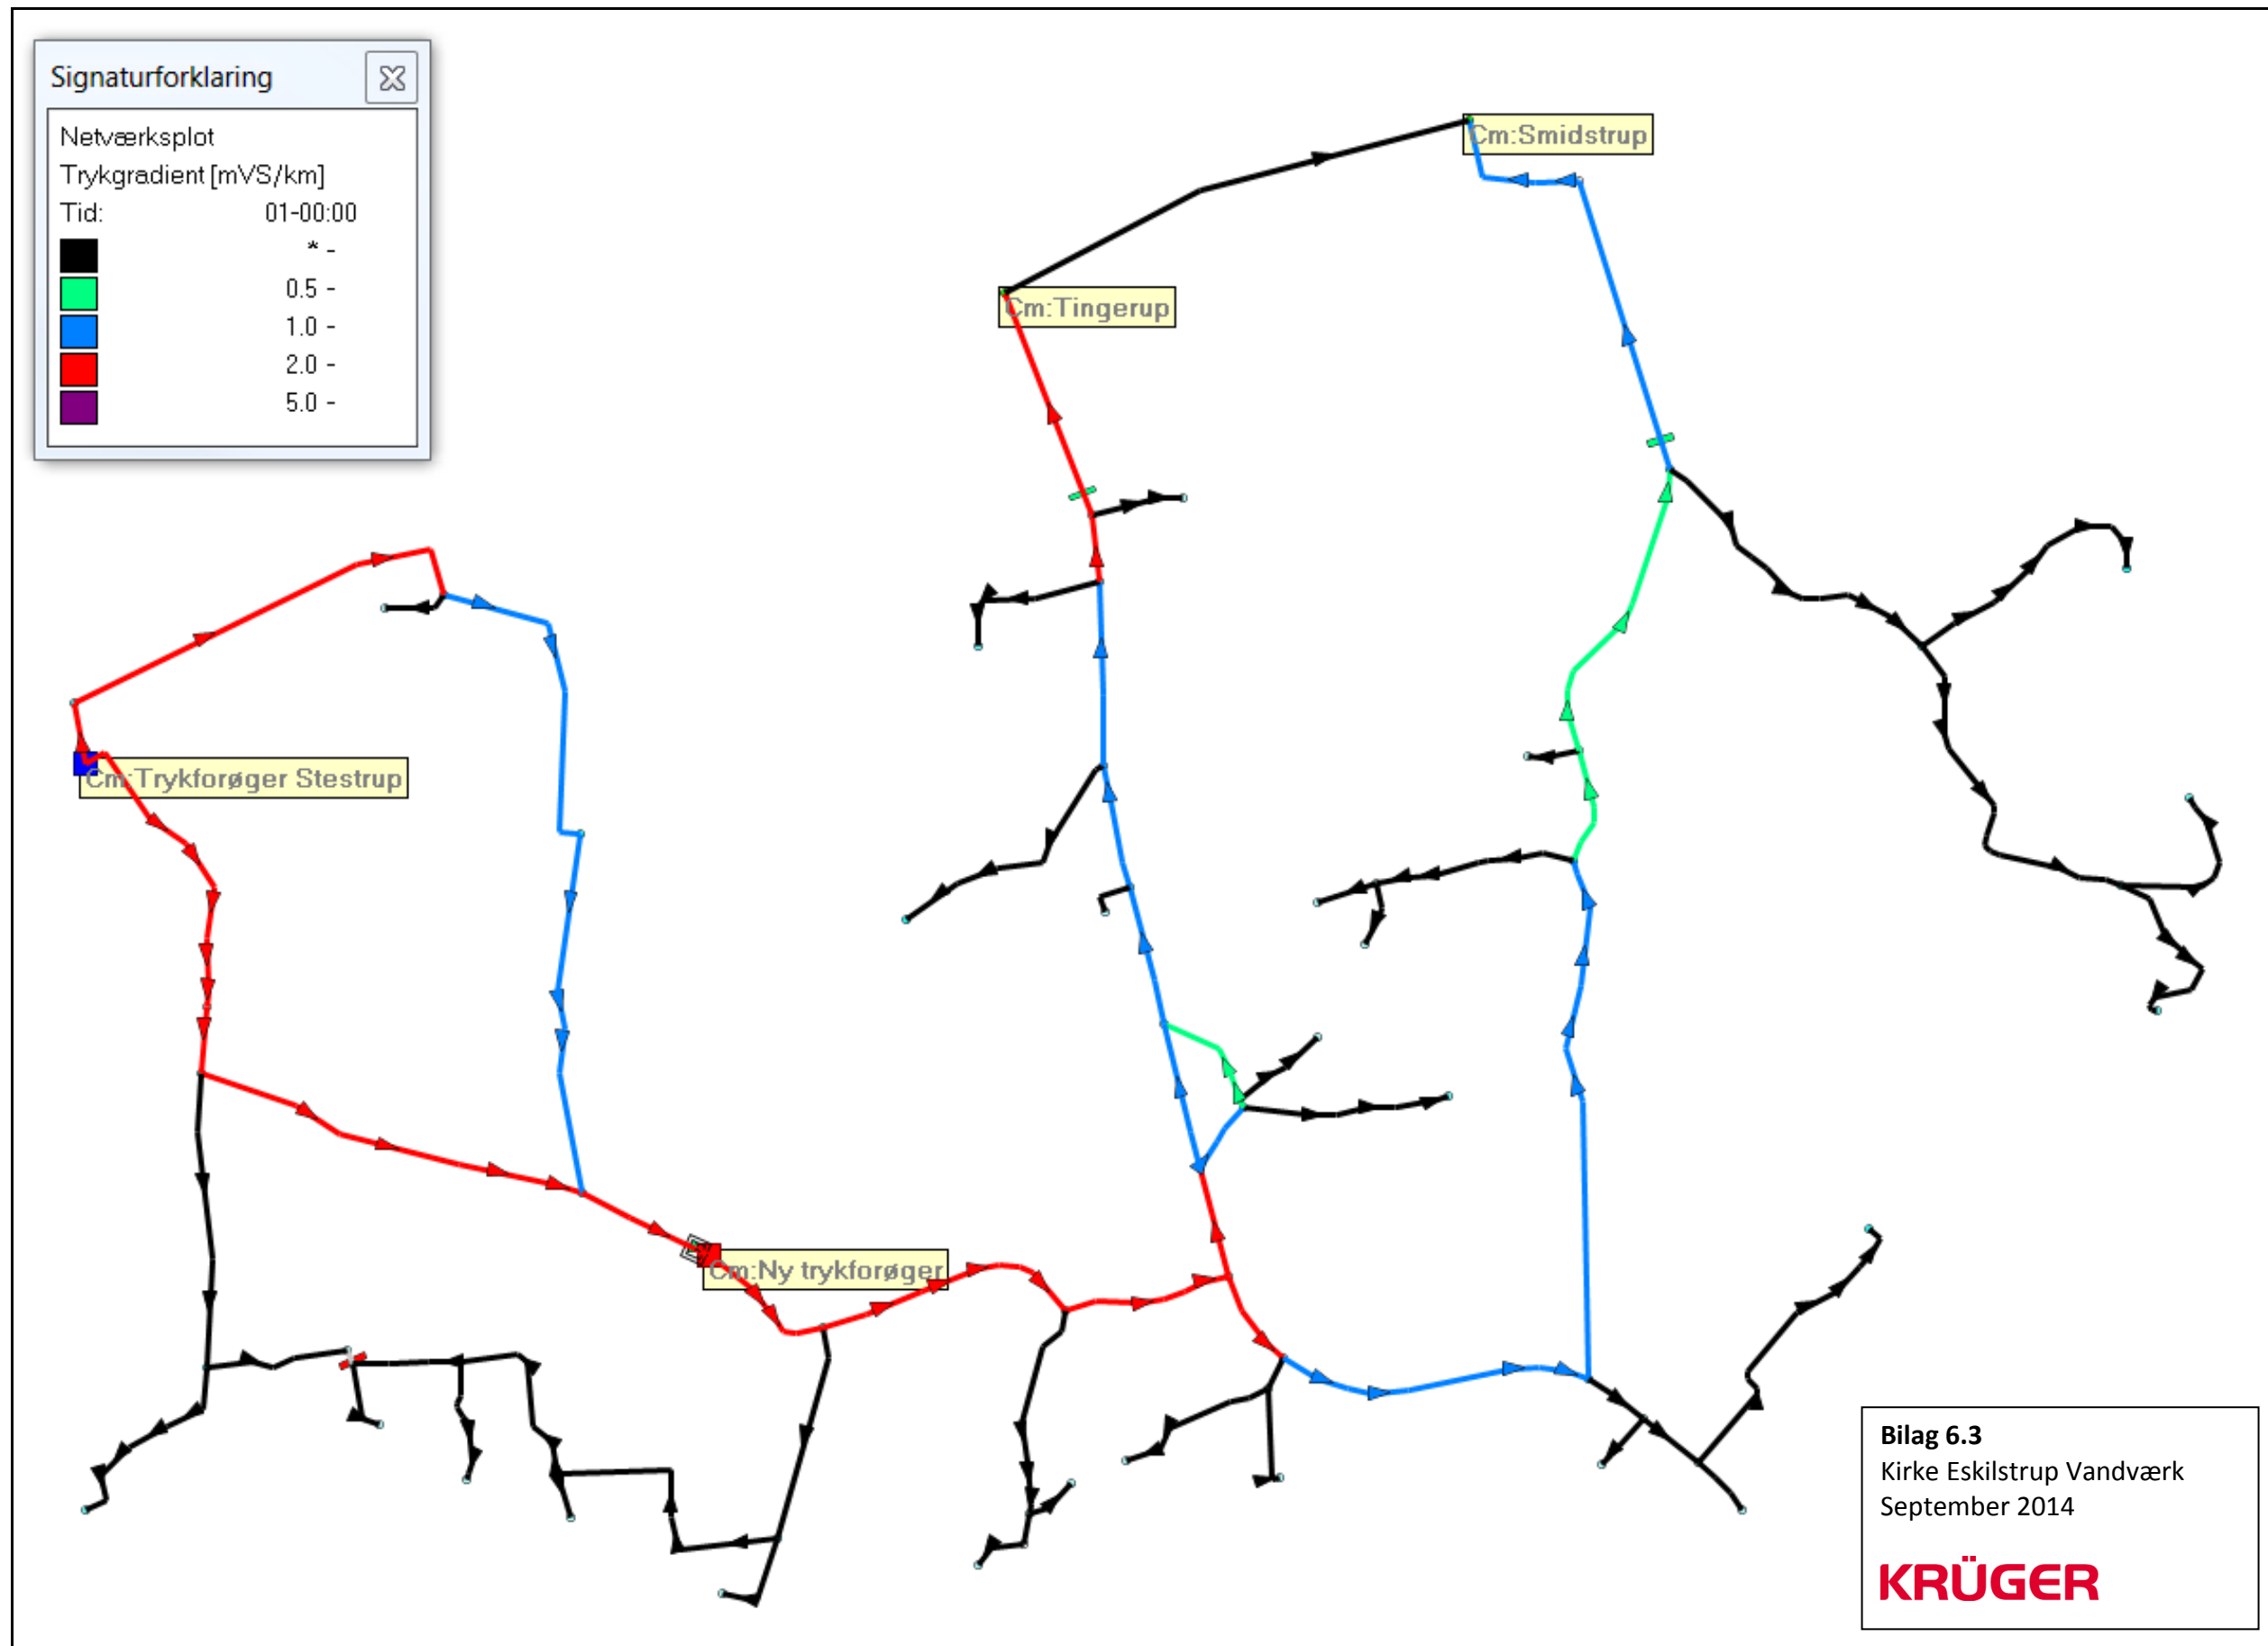 Signaturforklaring
Netværksplot
Trykgradient [mVS/km]
Tid: 01-00:00
* -
0.5 -
1.0 -
2.0 -
5.0 -
Cm:Smidstrup
Cm:Tingerup
Cm:Trykforøger Stestrup
Cm:Ny trykforøger
Bilag 6.3
Kirke Eskilstrup Vandværk
September 2014
KRÜGER